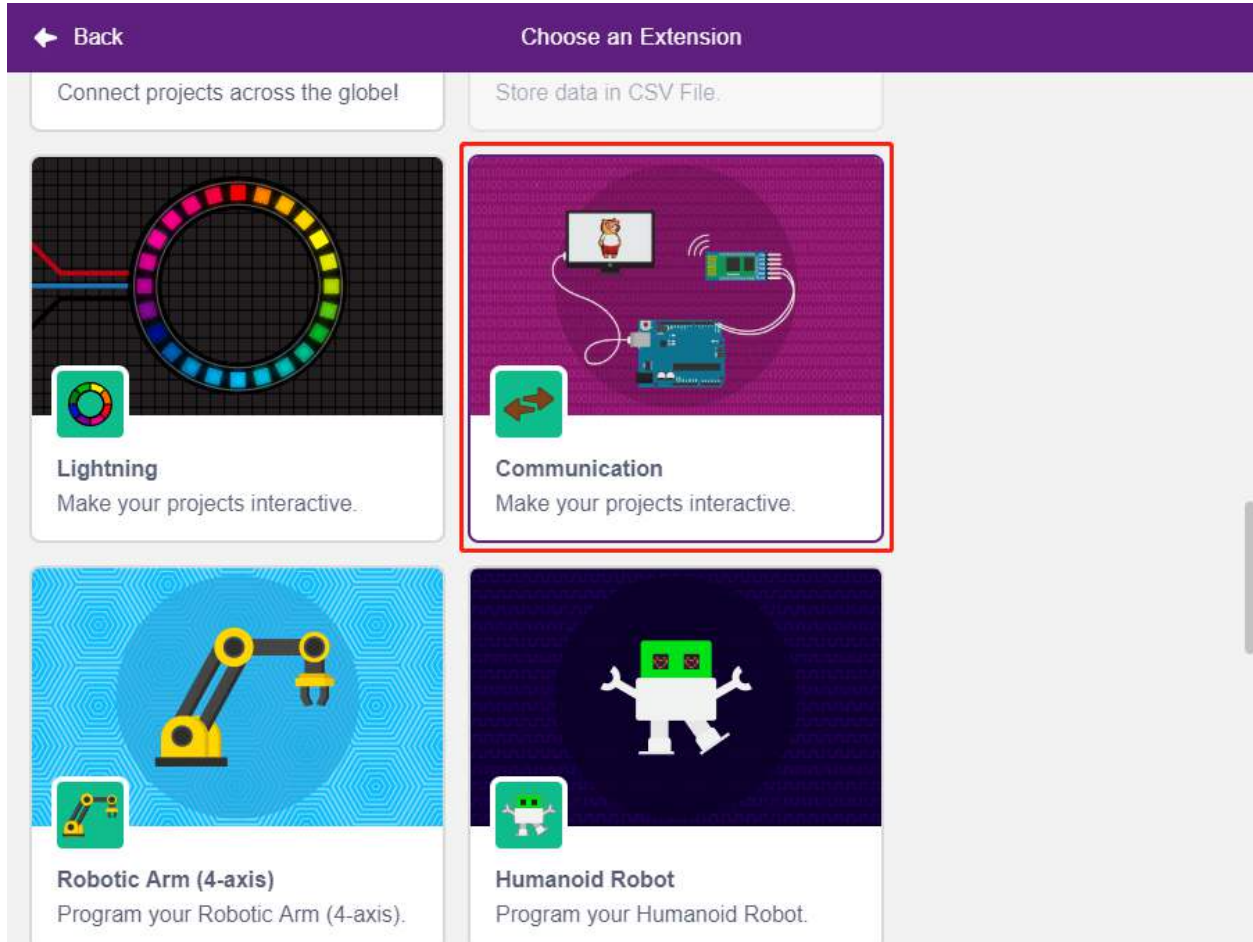 Back
Choose an Extension
Connect projects across the globe!
Store data in CSV File.
Lightning
Make your projects interactive.
Communication
Make your projects interactive.
Robotic Arm (4-axis)
Program your Robotic Arm (4-axis).
Humanoid Robot
Program your Humanoid Robot.